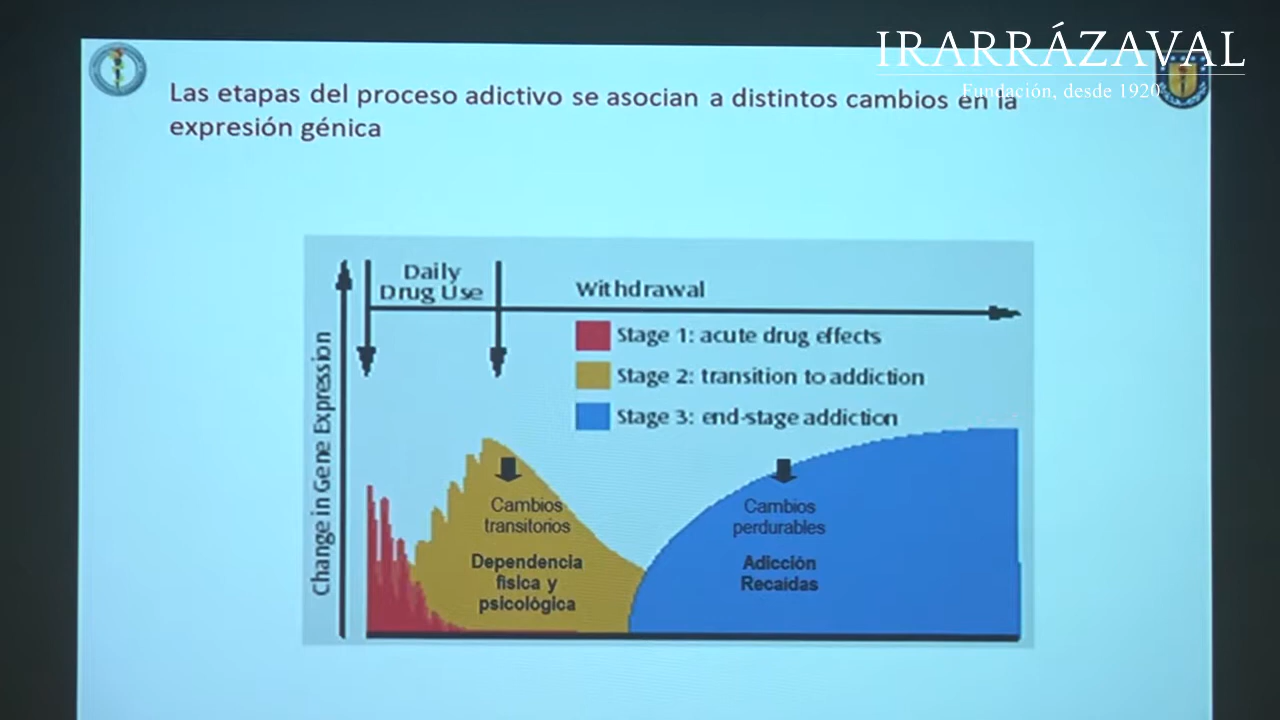 IRARRÁZAVAL
Fundación, desde 1920
Las etapas del proceso adictivo se asocian a distintos cambios en la
expresión génica
Daily
Drug Use
Withdrawal
Stage 1: acute drug effects
Stage 2: transition to addiction
Stage 3: end-stage addiction
Change in Gene Expression
Cambios
transitorios
Dependencia
fisica y
psicológica
Cambios
perdurables
Adicción
Recaídas